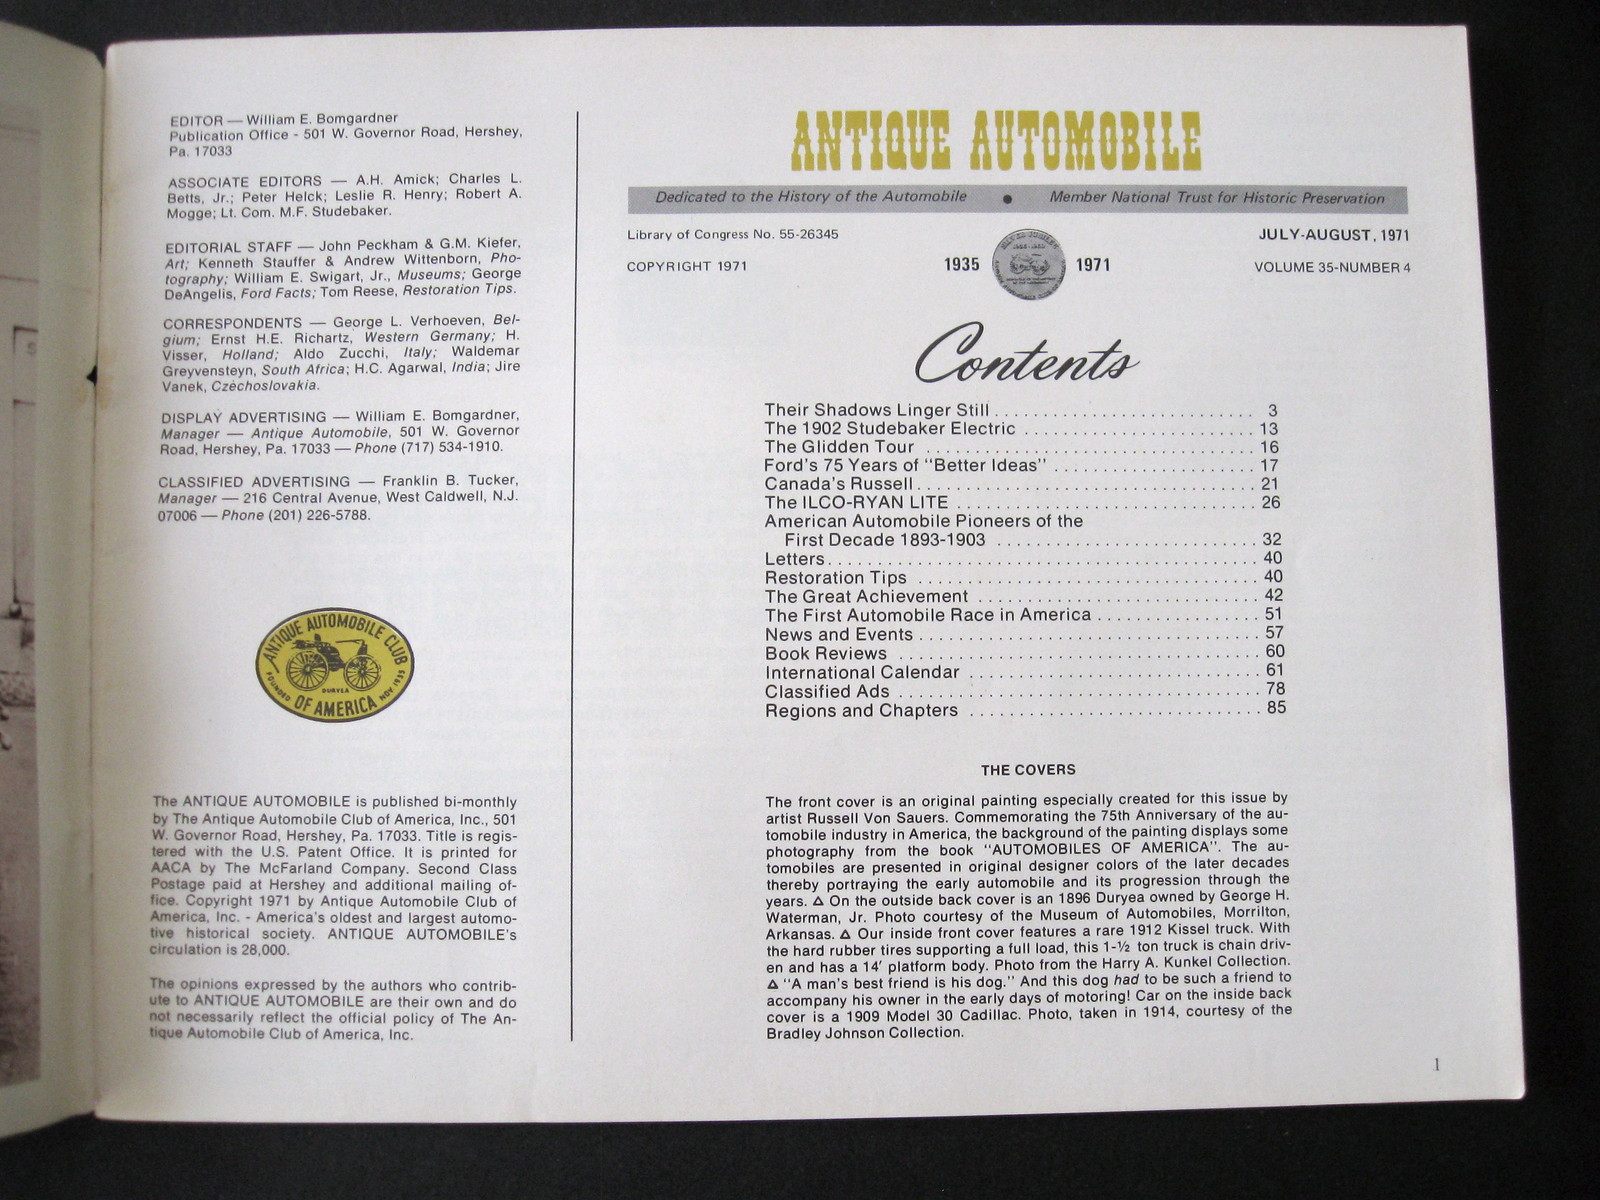 EDITOR — William E. Bomgardner
Publication Office - 501 W. Governor Road, Hershey,
Pa. 17033
ASSOCIATE EDITORS — A.H. Amick; Charles L.
Betts, Jr.; Peter Helck; Leslie R. Henry; Robert A.
Mogge; Lt. Com. M.F. Studebaker.
EDITORIAL STAFF — John Peckham & G.M. Kiefer,
Art; Kenneth Stauffer & Andrew Wittenborn, Pho-
tography; William E. Swigart, Jr., Museums; George
DeAngelis, Ford Facts; Tom Reese, Restoration Tips.
CORRESPONDENTS — George L. Verhoeven, Bel-
gium; Ernst H.E. Richartz, Western Germany; H.
Visser, Holland; Aldo Zucchi, Italy; Waldemar
Greyvensteyn, South Africa; H.C. Agarwal, India; Jire
Vanek, Czechoslovakia.
DISPLAY ADVERTISING — William E. Bomgardner,
Manager — Antique Automobile, 501 W. Governor
Road, Hershey, Pa. 17033 — Phone (717) 534-1910.
CLASSIFIED ADVERTISING — Franklin B. Tucker,
Manager — 216 Central Avenue, West Caldwell, N.J.
07006 — Phone (201) 226-5788.
ANTIQUE AUTOMOBILE CLUB
DURYEA
FOUNDED NOV. 1935
OF AMERICA
The ANTIQUE AUTOMOBILE is published bi-monthly
by The Antique Automobile Club of America, Inc., 501
W. Governor Road, Hershey, Pa. 17033. Title is regis-
tered with the U.S. Patent Office. It is printed for
AACA by The McFarland Company. Second Class
Postage paid at Hershey and additional mailing of-
fice. Copyright 1971 by Antique Automobile Club of
America, Inc. - America's oldest and largest automo-
tive historical society. ANTIQUE AUTOMOBILE's
circulation is 28,000.
The opinions expressed by the authors who contrib-
ute to ANTIQUE AUTOMOBILE are their own and do
not necessarily reflect the official policy of The An-
tique Automobile Club of America, Inc.
ANTIQUE AUTOMOBILE
Dedicated to the History of the Automobile ● Member National Trust for Historic Preservation
Library of Congress No. 55-26345 JULY-AUGUST, 1971
COPYRIGHT 1971 1935 1971 VOLUME 35-NUMBER 4
Contents
Their Shadows Linger Still . . . . . . . . . . . . . . . . . . . . . . . . . . 3
The 1902 Studebaker Electric . . . . . . . . . . . . . . . . . . . . . . . 13
The Glidden Tour . . . . . . . . . . . . . . . . . . . . . . . . . . . . . . . . . 16
Ford's 75 Years of "Better Ideas" . . . . . . . . . . . . . . . . . . . . 17
Canada's Russell . . . . . . . . . . . . . . . . . . . . . . . . . . . . . . . . . . 21
The ILCO-RYAN LITE . . . . . . . . . . . . . . . . . . . . . . . . . . . . . . 26
American Automobile Pioneers of the
First Decade 1893-1903 . . . . . . . . . . . . . . . . . . . . . . . . . . 32
Letters . . . . . . . . . . . . . . . . . . . . . . . . . . . . . . . . . . . . . . . . . . . 40
Restoration Tips . . . . . . . . . . . . . . . . . . . . . . . . . . . . . . . . . . 40
The Great Achievement . . . . . . . . . . . . . . . . . . . . . . . . . . . . 42
The First Automobile Race in America . . . . . . . . . . . . . . . . 51
News and Events . . . . . . . . . . . . . . . . . . . . . . . . . . . . . . . . . . 57
Book Reviews . . . . . . . . . . . . . . . . . . . . . . . . . . . . . . . . . . . . . 60
International Calendar . . . . . . . . . . . . . . . . . . . . . . . . . . . . . 61
Classified Ads . . . . . . . . . . . . . . . . . . . . . . . . . . . . . . . . . . . . 78
Regions and Chapters . . . . . . . . . . . . . . . . . . . . . . . . . . . . . 85
THE COVERS
The front cover is an original painting especially created for this issue by
artist Russell Von Sauers. Commemorating the 75th Anniversary of the au-
tomobile industry in America, the background of the painting displays some
photography from the book "AUTOMOBILES OF AMERICA". The au-
tomobiles are presented in original designer colors of the later decades
thereby portraying the early automobile and its progression through the
years. Δ On the outside back cover is an 1896 Duryea owned by George H.
Waterman, Jr. Photo courtesy of the Museum of Automobiles, Morrilton,
Arkansas. Δ Our inside front cover features a rare 1912 Kissel truck. With
the hard rubber tires supporting a full load, this 1-½ ton truck is chain driv-
en and has a 14' platform body. Photo from the Harry A. Kunkel Collection.
Δ "A man's best friend is his dog." And this dog had to be such a friend to
accompany his owner in the early days of motoring! Car on the inside back
cover is a 1909 Model 30 Cadillac. Photo, taken in 1914, courtesy of the
Bradley Johnson Collection.
1